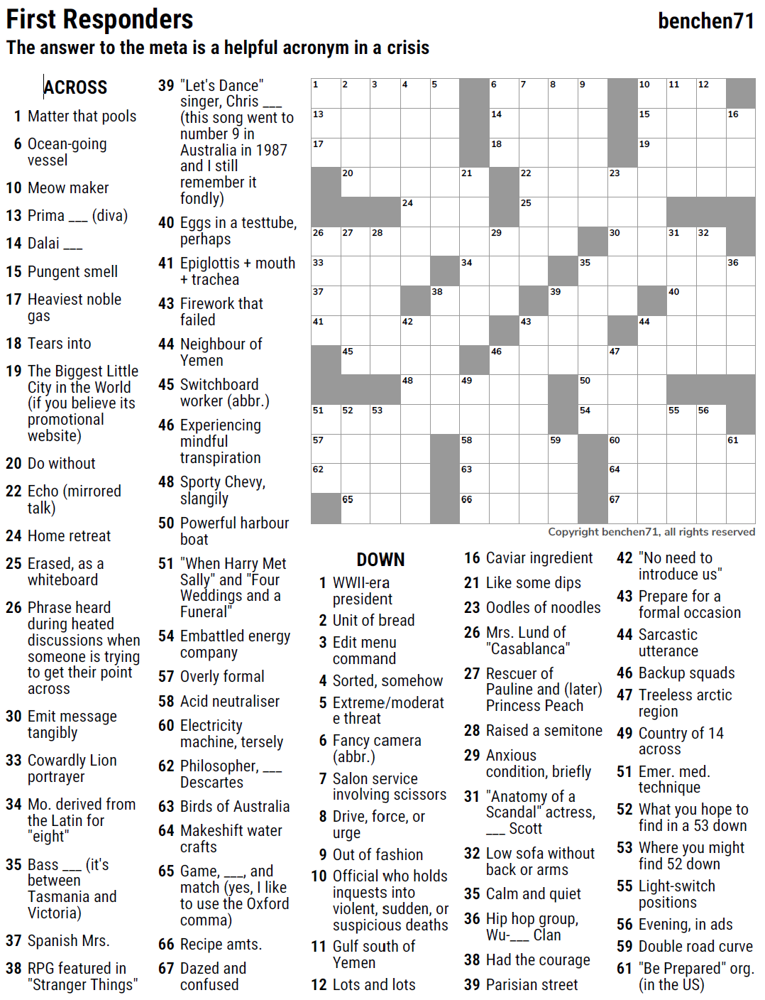 First Responders
benchen71
The answer to the meta is a helpful acronym in a crisis
ACROSS
1 Matter that pools
6 Ocean-going
vessel
10 Meow maker
13 Prima ___ (diva)
14 Dalai ___
15 Pungent smell
17 Heaviest noble
gas
18 Tears into
19 The Biggest Little
City in the World
(if you believe its
promotional
website)
20 Do without
22 Echo (mirrored
talk)
24 Home retreat
25 Erased, as a
whiteboard
26 Phrase heard
during heated
discussions when
someone is trying
to get their point
across
30 Emit message
tangibly
33 Cowardly Lion
portrayer
34 Mo. derived from
the Latin for
"eight"
35 Bass ___ (it's
between
Tasmania and
Victoria)
37 Spanish Mrs.
38 RPG featured in
"Stranger Things"
39 "Let's Dance"
singer, Chris ___
(this song went to
number 9 in
Australia in 1987
and I still
remember it
fondly)
40 Eggs in a testtube,
perhaps
41 Epiglottis + mouth
+ trachea
43 Firework that
failed
44 Neighbour of
Yemen
45 Switchboard
worker (abbr.)
46 Experiencing
mindful
transpiration
48 Sporty Chevy,
slangily
50 Powerful harbour
boat
51 "When Harry Met
Sally" and "Four
Weddings and a
Funeral"
54 Embattled energy
company
57 Overly formal
58 Acid neutraliser
60 Electricity
machine, tersely
62 Philosopher, ___
Descartes
63 Birds of Australia
64 Makeshift water
crafts
65 Game, ___, and
match (yes, I like
to use the Oxford
comma)
66 Recipe amts.
67 Dazed and
confused
1 2 3 4 5 6 7 8 9 10 11 12
13 14 15 16
17 18 19
20 21 22 23
24 25
26 27 28 29 30 31 32
33 34 35 36
37 38 39 40
41 42 43 44
45 46 47
48 49 50
51 52 53 54 55 56
57 58 59 60 61
62 63 64
65 66 67
Copyright benchen71, all rights reserved
DOWN
1 WWII-era
president
2 Unit of bread
3 Edit menu
command
4 Sorted, somehow
5 Extreme/moderat
e threat
6 Fancy camera
(abbr.)
7 Salon service
involving scissors
8 Drive, force, or
urge
9 Out of fashion
10 Official who holds
inquests into
violent, sudden, or
suspicious deaths
11 Gulf south of
Yemen
12 Lots and lots
16 Caviar ingredient
21 Like some dips
23 Oodles of noodles
26 Mrs. Lund of
"Casablanca"
27 Rescuer of
Pauline and (later)
Princess Peach
28 Raised a semitone
29 Anxious
condition, briefly
31 "Anatomy of a
Scandal" actress,
___ Scott
32 Low sofa without
back or arms
35 Calm and quiet
36 Hip hop group,
Wu-___ Clan
38 Had the courage
39 Parisian street
42 "No need to
introduce us"
43 Prepare for a
formal occasion
44 Sarcastic
utterance
46 Backup squads
47 Treeless arctic
region
49 Country of 14
across
51 Emer. med.
technique
52 What you hope to
find in a 53 down
53 Where you might
find 52 down
55 Light-switch
positions
56 Evening, in ads
59 Double road curve
61 "Be Prepared" org.
(in the US)